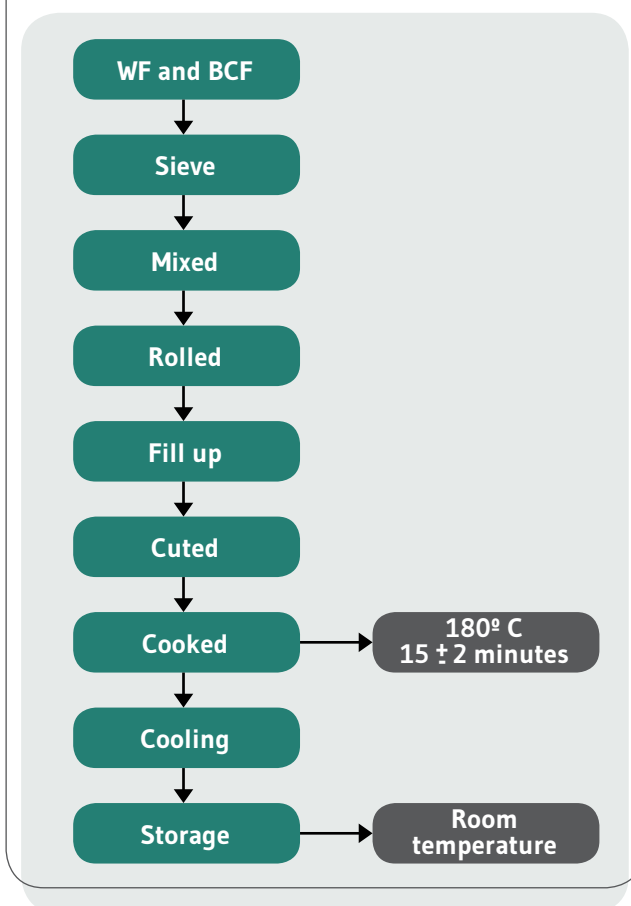 WF and BCF
Sieve
Mixed
Rolled
Fill up
Cuted
Cooked
180º C
15 ± 2 minutes
Cooling
Storage
Room
temperature